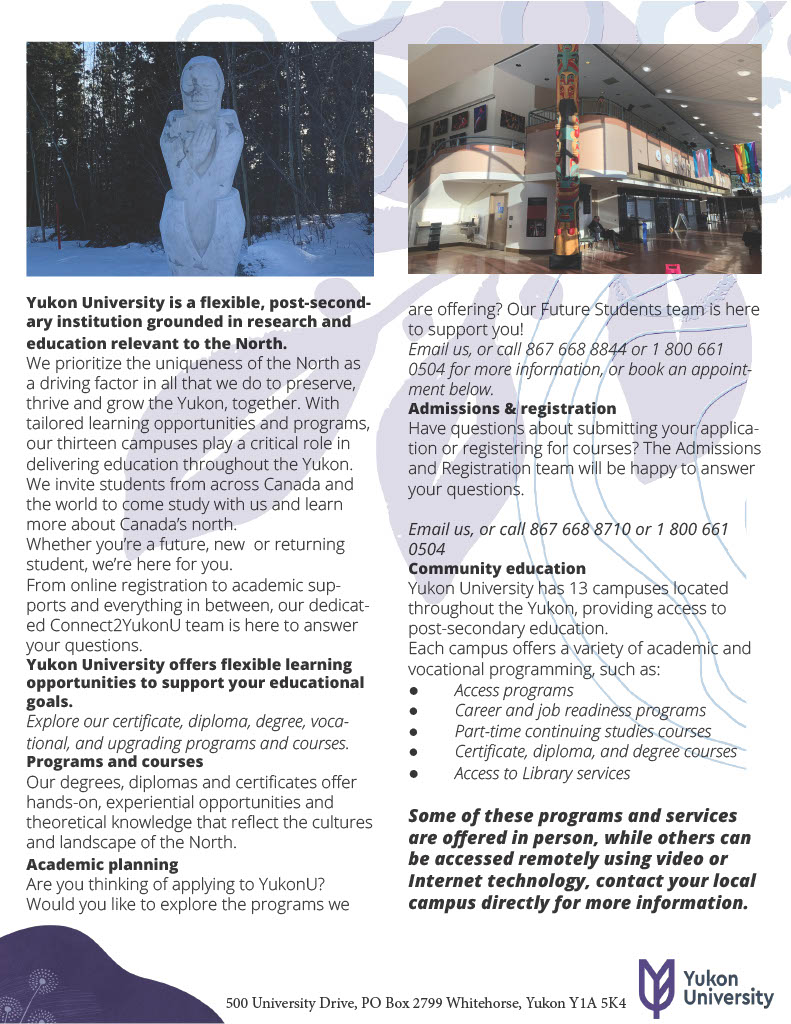 Yukon University is a flexible, post-second-
ary institution grounded in research and
education relevant to the North.
We prioritize the uniqueness of the North as
a driving factor in all that we do to preserve,
thrive and grow the Yukon, together. With
tailored learning opportunities and programs,
our thirteen campuses play a critical role in
delivering education throughout the Yukon.
We invite students from across Canada and
the world to come study with us and learn
more about Canada’s north.
Whether you’re a future, new  or returning
student, we’re here for you.
From online registration to academic sup-
ports and everything in between, our dedicat-
ed Connect2YukonU team is here to answer
your questions.
Yukon University offers flexible learning
opportunities to support your educational
goals.
Explore our certificate, diploma, degree, voca-
tional, and upgrading programs and courses.
Programs and courses
Our degrees, diplomas and certificates offer
hands-on, experiential opportunities and
theoretical knowledge that reflect the cultures
and landscape of the North.
Academic planning
Are you thinking of applying to YukonU?
Would you like to explore the programs we
are offering? Our Future Students team is here
to support you!
Email us, or call 867 668 8844 or 1 800 661
0504 for more information, or book an appoint-
ment below.
Admissions & registration
Have questions about submitting your applica-
tion or registering for courses? The Admissions
and Registration team will be happy to answer
your questions.
Email us, or call 867 668 8710 or 1 800 661
0504
Community education
Yukon University has 13 campuses located
throughout the Yukon, providing access to
post-secondary education.
Each campus offers a variety of academic and
vocational programming, such as:
● Access programs
● Career and job readiness programs
● Part-time continuing studies courses
● Certificate, diploma, and degree courses
● Access to Library services
Some of these programs and services
are offered in person, while others can
be accessed remotely using video or
Internet technology, contact your local
campus directly for more information.
500 University Drive, PO Box 2799 Whitehorse, Yukon Y1A 5K4
Yukon
University